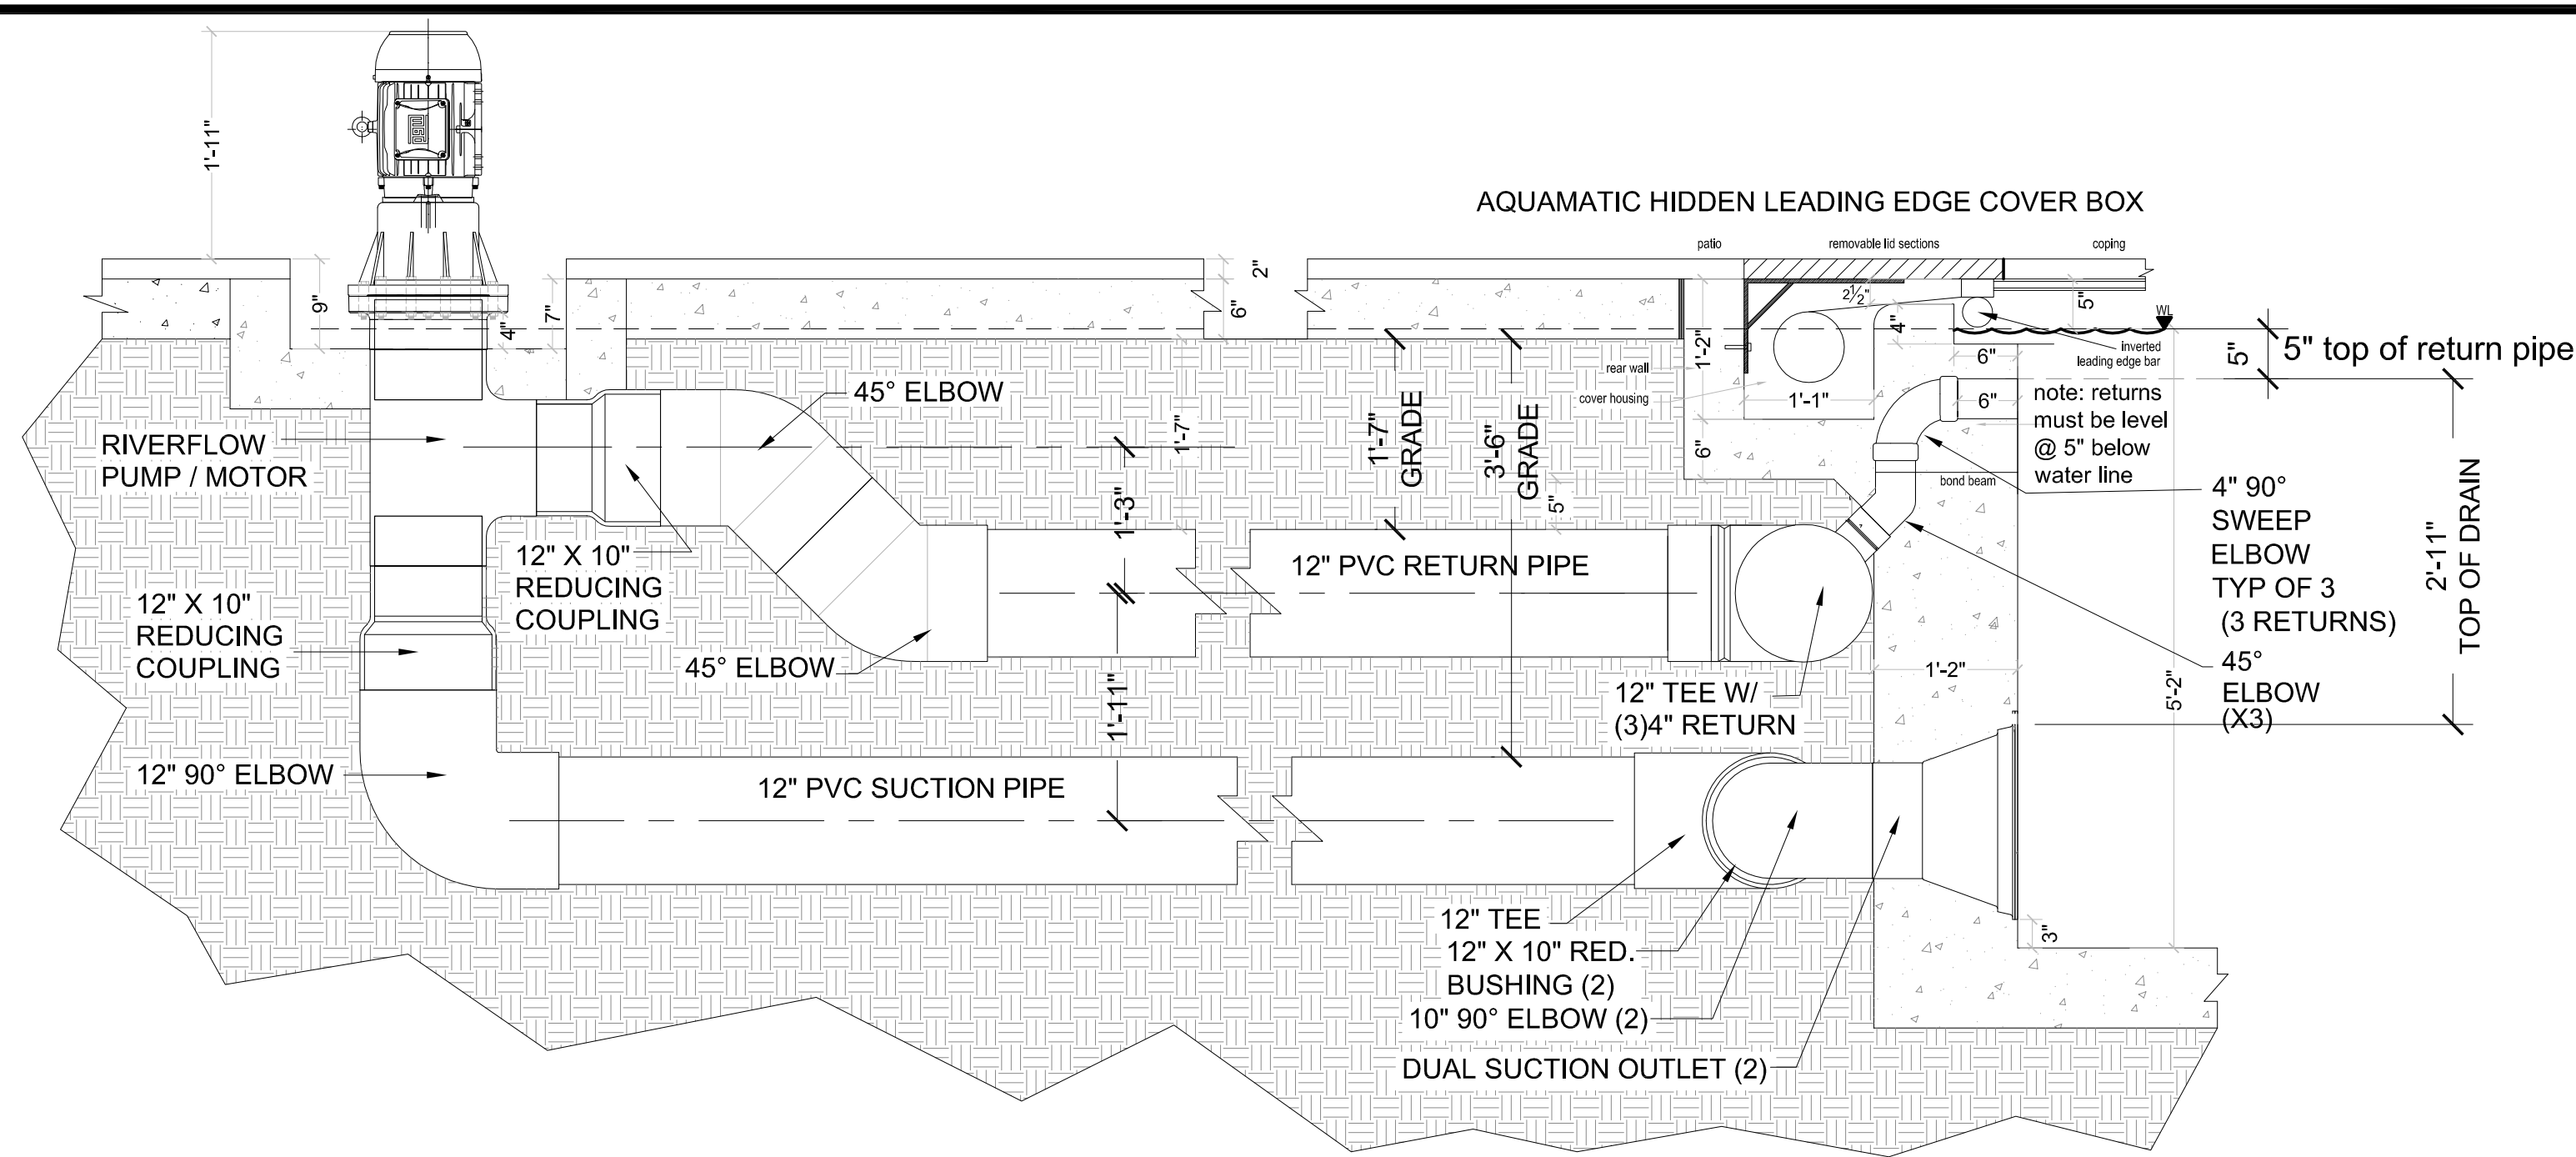 1'-11"
AQUAMATIC HIDDEN LEADING EDGE COVER BOX
patio
removable lid sections
coping
9"
4"
7"
2"
6"
2½"
5"
WL
4"
5"
5" top of return pipe
inverted
leading edge bar
6"
1'-2"
rear wall
cover housing
1'-1"
6"
6"
note: returns
must be level
@ 5" below
water line
bond beam
45° ELBOW
RIVERFLOW
PUMP / MOTOR
1'-7"
1'-7"
GRADE
3'-6"
GRADE
5"
1'-3"
4" 90°
SWEEP
ELBOW
TYP OF 3
(3 RETURNS)
2'-11"
TOP OF DRAIN
12" X 10"
REDUCING
COUPLING
12" X 10"
REDUCING
COUPLING
12" PVC RETURN PIPE
45° ELBOW
45°
ELBOW
(X3)
1'-2"
5'-2"
1'-11"
12" TEE W/
(3)4" RETURN
12" 90° ELBOW
12" PVC SUCTION PIPE
12" TEE
12" X 10" RED.
BUSHING (2)
10" 90° ELBOW (2)
DUAL SUCTION OUTLET (2)
3"